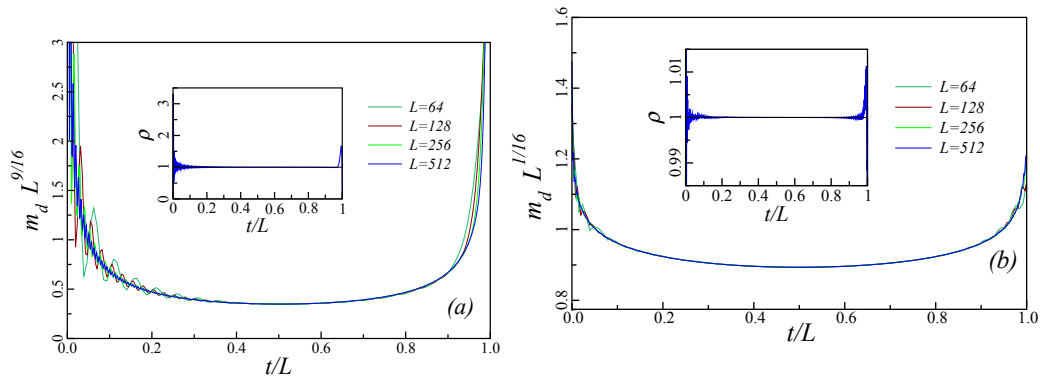 (a)
m_d L^{9/16}
3
2.5
2
1.5
1
0.5
0
0.0 0.2 0.4 0.6 0.8 1.0
t/L
L=64
L=128
L=256
L=512
ρ
3
2
1
0
0 0.2 0.4 0.6 0.8 1
t/L
(a)
b)
m_d L^{1/16}
1.6
1.4
1.2
1.0
0.8
0.0 0.2 0.4 0.6 0.8 1.0
t/L
L=64
L=128
L=256
L=512
ρ
1.01
1
0.99
0 0.2 0.4 0.6 0.8 1
t/L
(b)